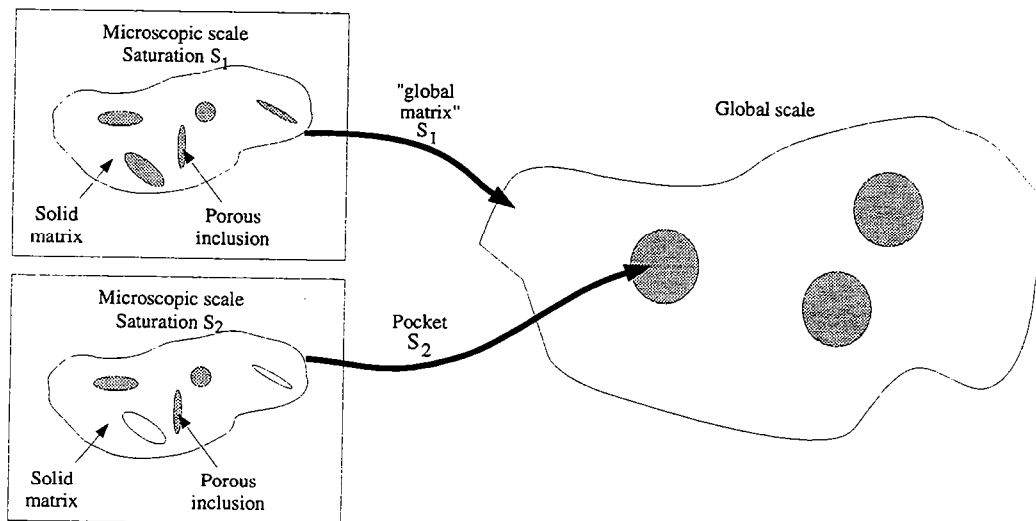 Microscopic scale
Saturation S1
Solid
matrix
Porous
inclusion
"global
matrix"
S1
Global scale
Microscopic scale
Saturation S2
Solid
matrix
Porous
inclusion
Pocket
S2